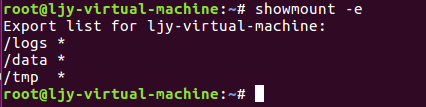 root@ljy-virtual-machine:~# showmount -e
Export list for ljy-virtual-machine:
/logs *
/data *
/tmp  *
root@ljy-virtual-machine:~#